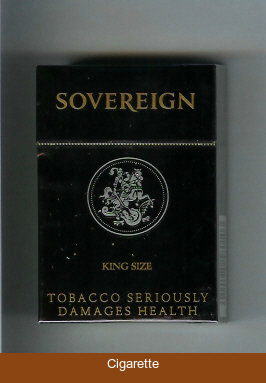 SOVEREIGN
KING SIZE
TOBACCO SERIOUSLY
DAMAGES HEALTH
Cigarette